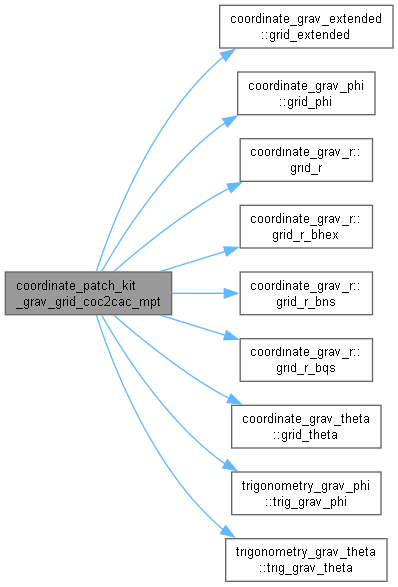 coordinate_grav_extended
::grid_extended
coordinate_grav_phi
::grid_phi
coordinate_grav_r::
grid_r
coordinate_grav_r::
grid_r_bhex
coordinate_patch_kit
_grav_grid_coc2cac_mpt
coordinate_grav_r::
grid_r_bns
coordinate_grav_r::
grid_r_bqs
coordinate_grav_theta
::grid_theta
trigonometry_grav_phi
::trig_grav_phi
trigonometry_grav_theta
::trig_grav_theta